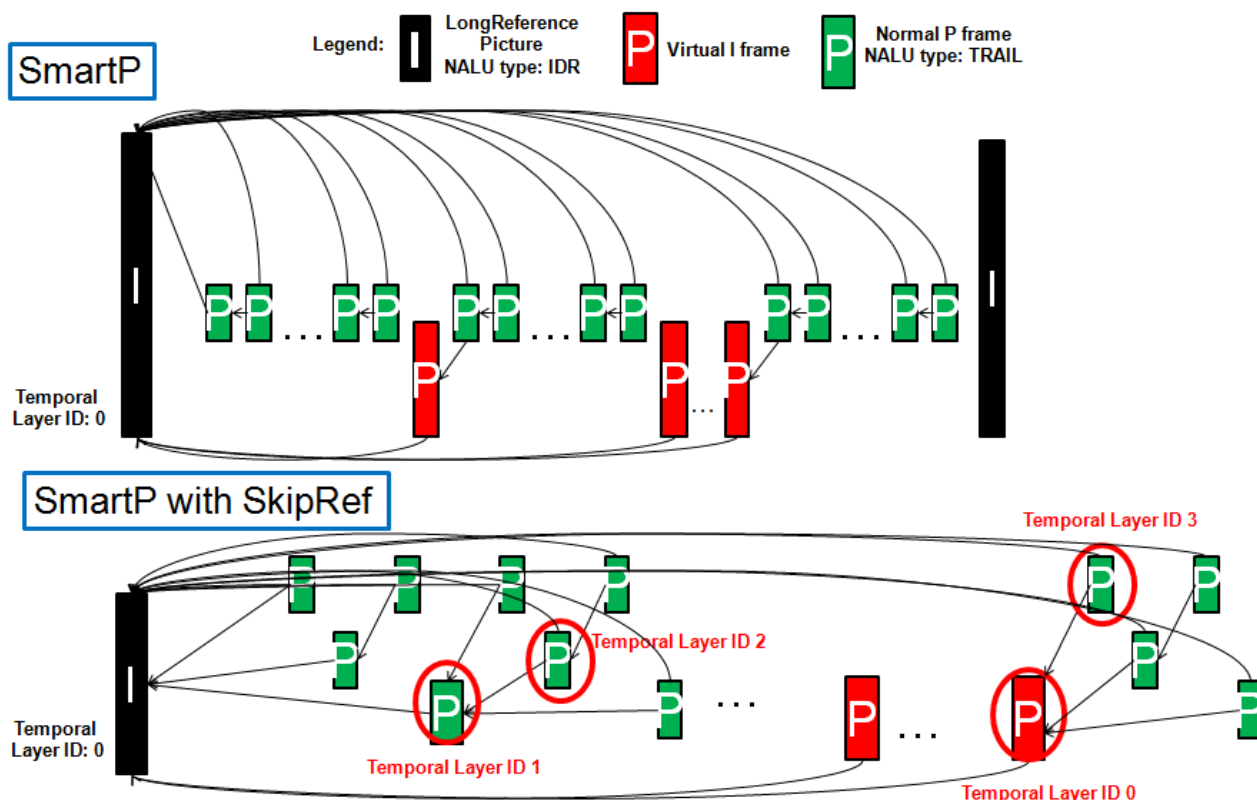 Legend:
I
LongReference
Picture
NALU type: IDR
P
Virtual I frame
P
Normal P frame
NALU type: TRAIL
SmartP
I
P P ... P P P P ... P P P P ... P P
I
P P ... P
Temporal
Layer ID: 0
SmartP with SkipRef
Temporal Layer ID 3
P P P P P P
Temporal Layer ID 2
P P P
I
P P ... P ... P P
Temporal
Layer ID: 0
Temporal Layer ID 1
Temporal Layer ID 0